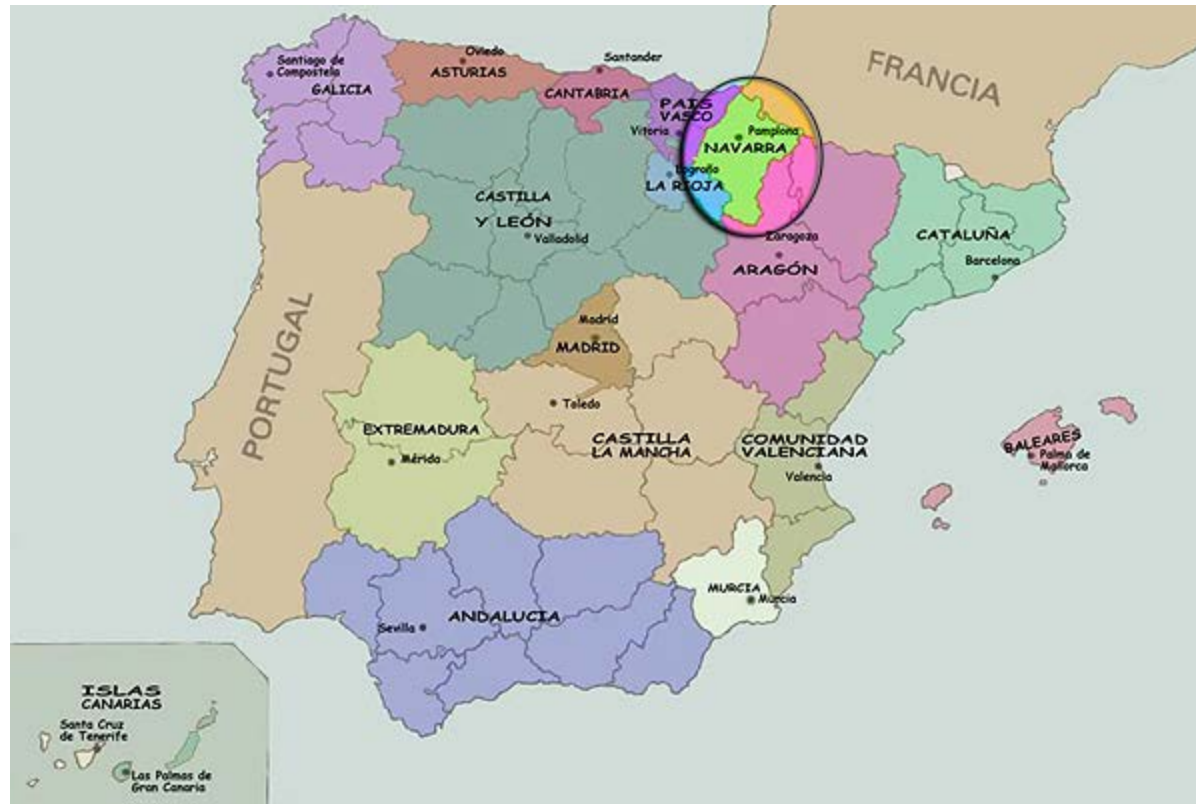 Oviedo
ASTURIAS
Santander
CANTABRIA
Santiago de
Compostela
GALICIA
FRANCIA
PAIS
VASCO
Vitoria
Pamplona
NAVARRA
Logroño
LA RIOJA
CASTILLA
Y LEÓN
Valladolid
Zaragoza
ARAGÓN
CATALUÑA
Barcelona
PORTUGAL
Madrid
MADRID
Toledo
EXTREMADURA
Mérida
CASTILLA
LA MANCHA
COMUNIDAD
VALENCIANA
Valencia
BALEARES
Palma de
Mallorca
MURCIA
Murcia
ANDALUCIA
Sevilla
ISLAS
CANARIAS
Santa Cruz
de Tenerife
Las Palmas de
Gran Canaria